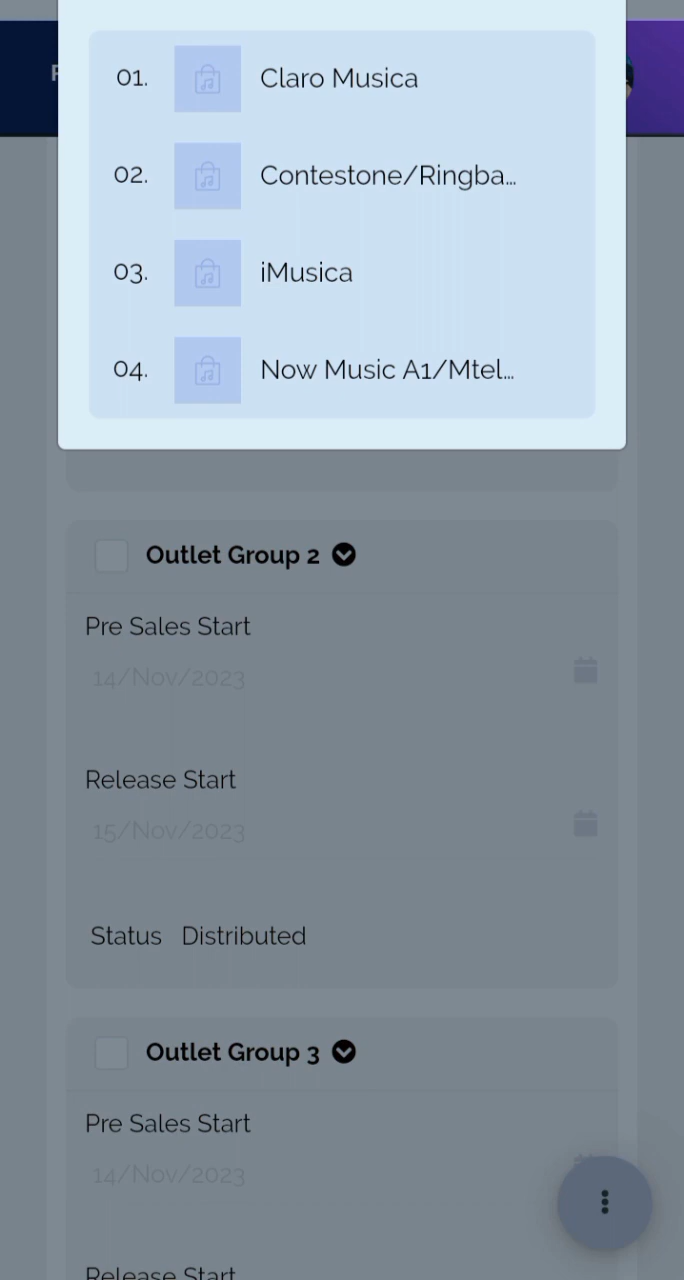 01. Claro Musica
02. Contestone/Ringba...
03. iMusica
04. Now Music A1/Mtel...
Outlet Group 2
Pre Sales Start
14/Nov/2023
Release Start
15/Nov/2023
Status Distributed
Outlet Group 3
Pre Sales Start
14/Nov/2023
Release Start